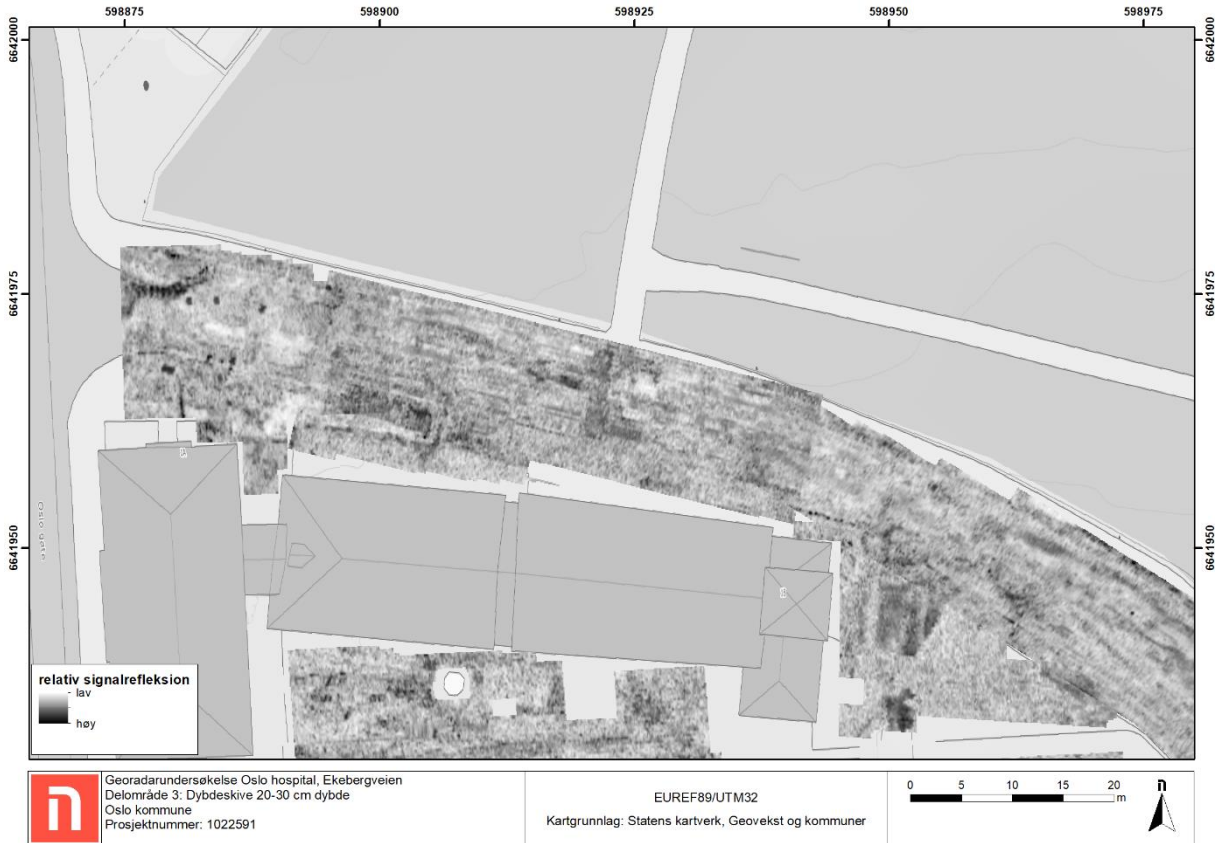 598875
598900
598925
598950
598975
6642000
6642000
6641975
6641975
6641950
6641950
Oslo gate
relativ signalrefleksion
lav
høy
Georadarundersøkelse Oslo hospital, Ekebergveien
Delområde 3: Dybdeskive 20-30 cm dybde
Oslo kommune
Prosjektnummer: 1022591
EUREF89/UTM32
Kartgrunnlag: Statens kartverk, Geovekst og kommuner
0 5 10 15 20
m